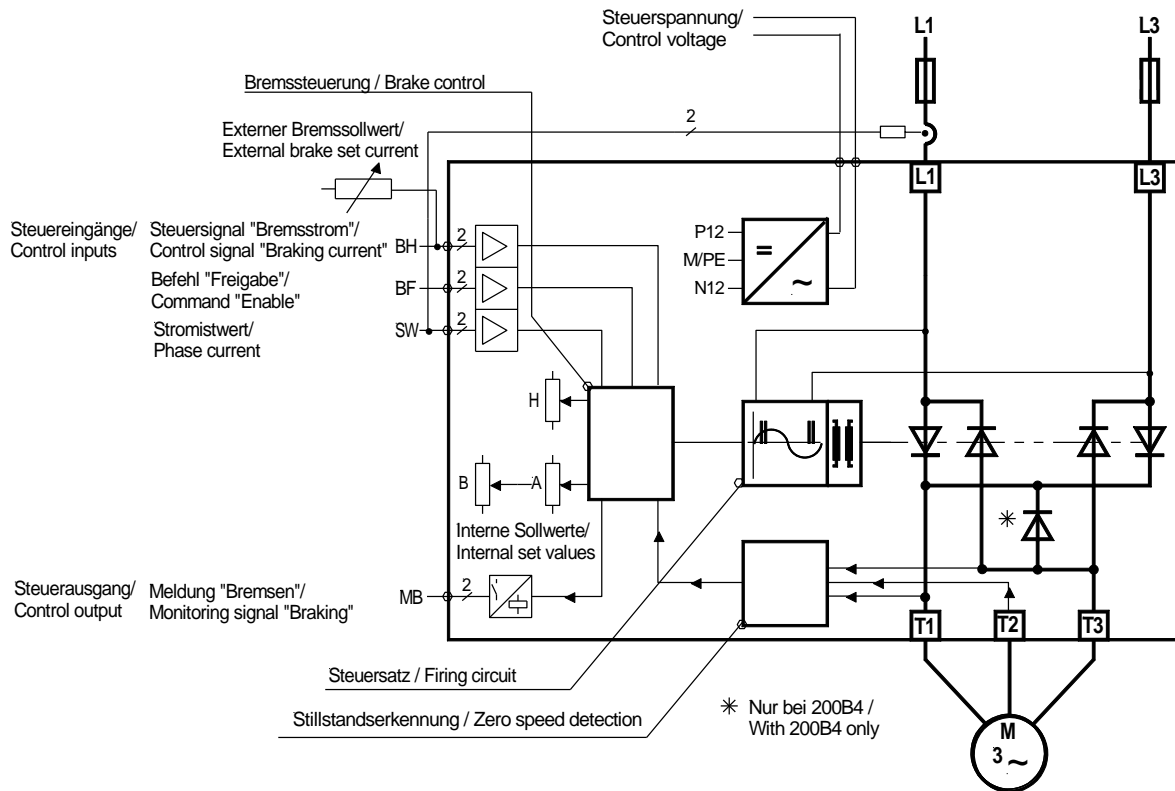 Steuerspannung/
Control voltage
L1
L3
Bremssteuerung / Brake control
2
Externer Bremssollwert/
External brake set current
L1
L3
Steuereingänge/
Control inputs
Steuersignal "Bremsstrom"/
Control signal "Braking current"
BH
2
P12
M/PE
N12
=
~
Befehl "Freigabe"/
Command "Enable"
BF
2
Stromistwert/
Phase current
SW
2
H
B
A
Interne Sollwerte/
Internal set values
✳
Steuerausgang/
Control output
Meldung "Bremsen"/
Monitoring signal "Braking"
MB
2
T1
T2
T3
Steuersatz / Firing circuit
Stillstandserkennung / Zero speed detection
✳ Nur bei 200B4 /
With 200B4 only
M
3 ~